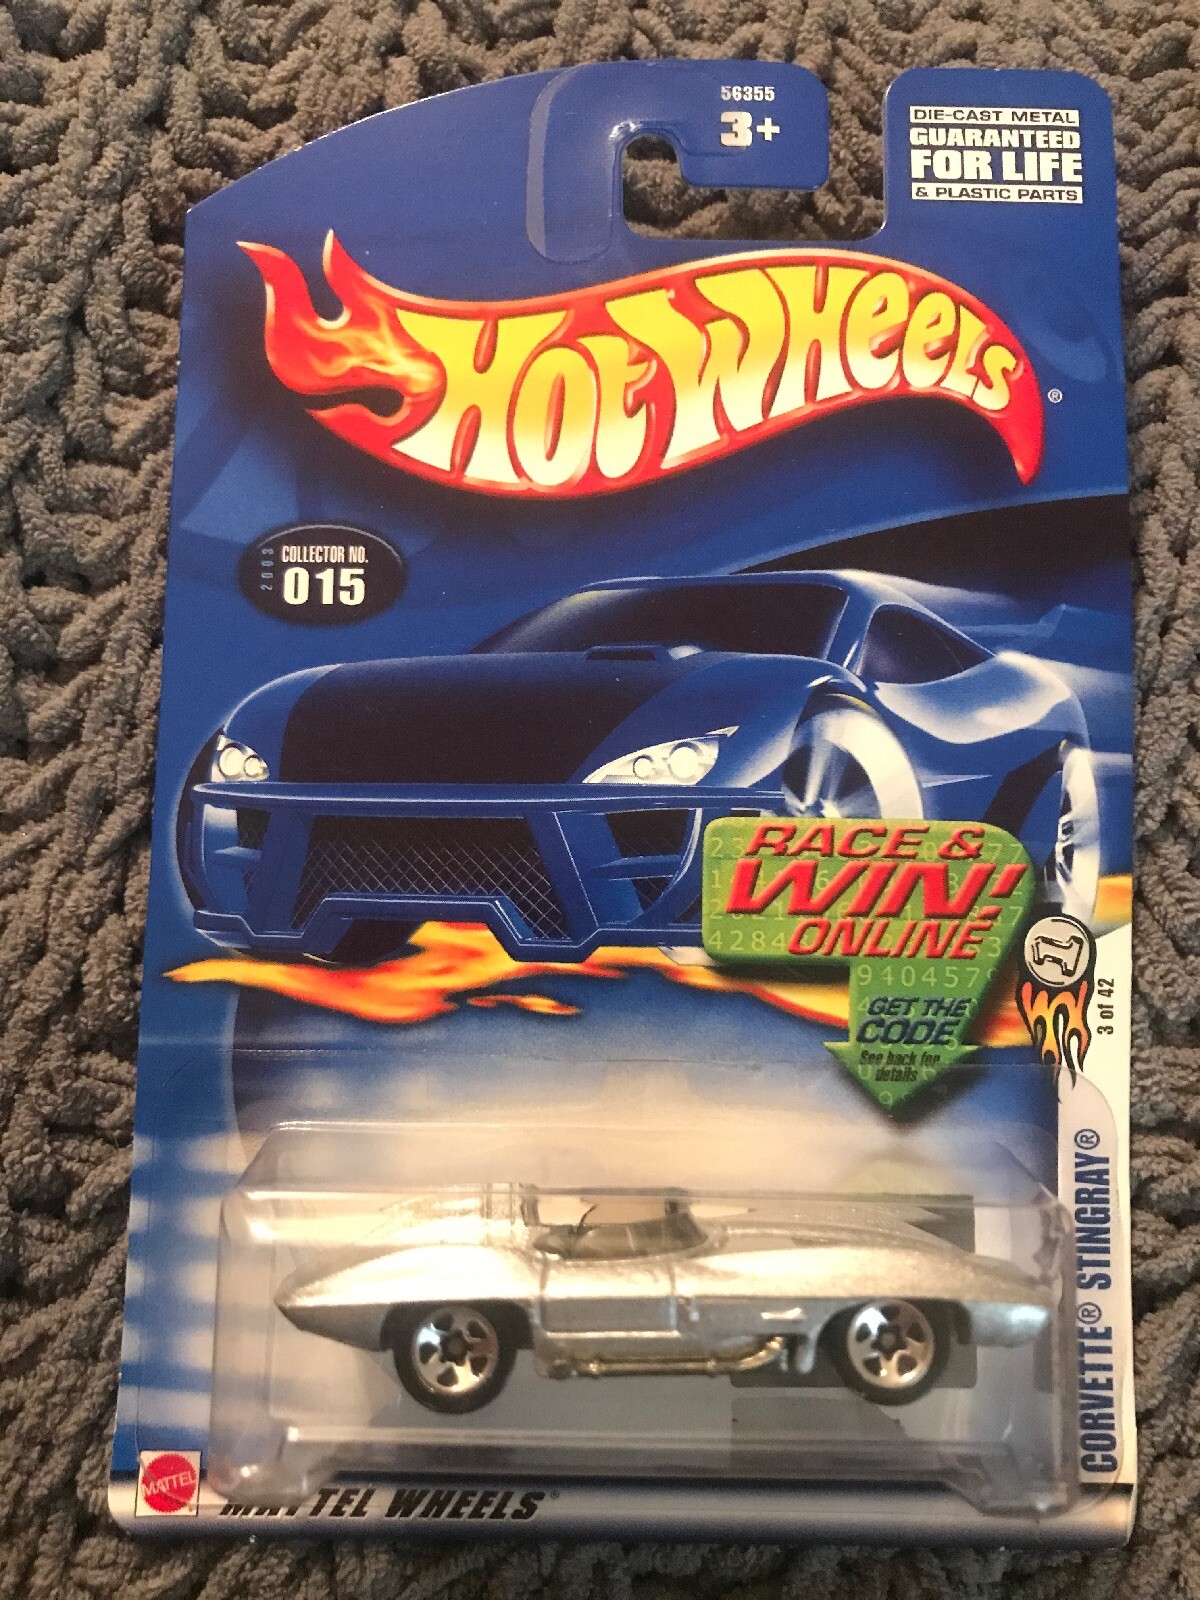 56355
3+
DIE-CAST METAL
GUARANTEED
FOR LIFE
& PLASTIC PARTS
HOT WHEELS®
2003
COLLECTOR NO.
015
RACE &
WIN!
ONLINE
GET THE
CODE
See back for
details
1
3 of 42
CORVETTE® STINGRAY®
MATTEL
MATTEL WHEELS®